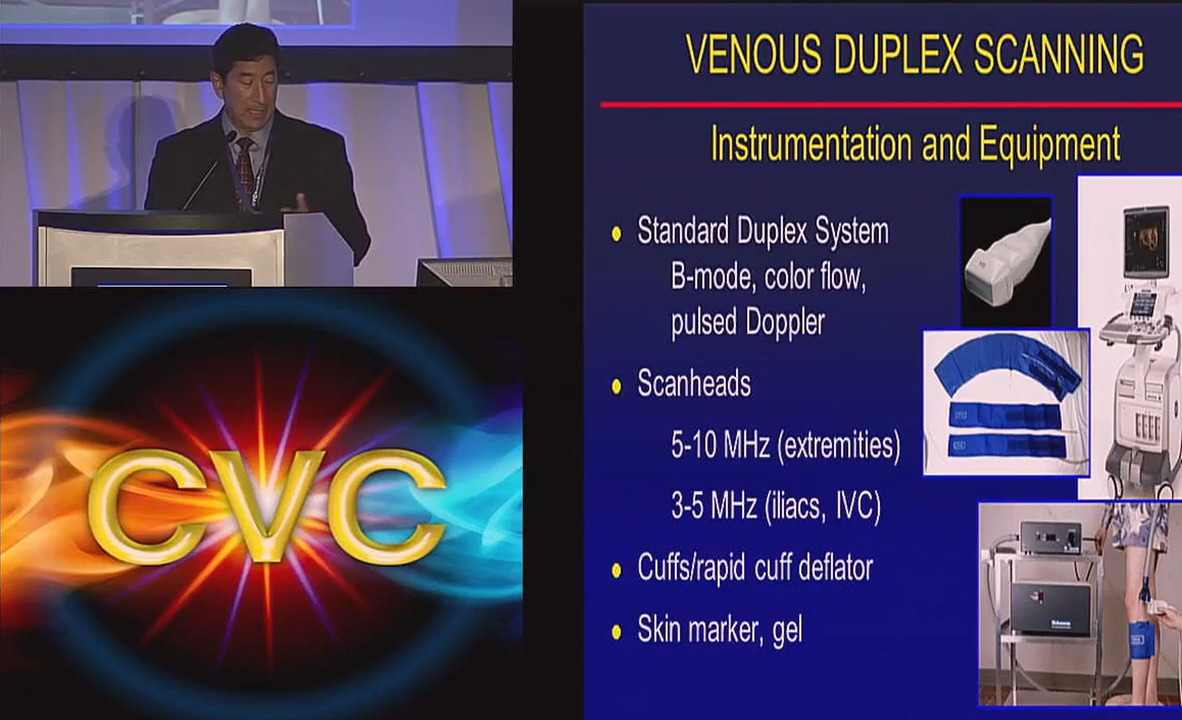 VENOUS DUPLEX SCANNING
Instrumentation and Equipment
Standard Duplex System
B-mode, color flow,
pulsed Doppler
Scanheads
5-10 MHz (extremities)
3-5 MHz (iliacs, IVC)
Cuffs/rapid cuff deflator
Skin marker, gel
CVC